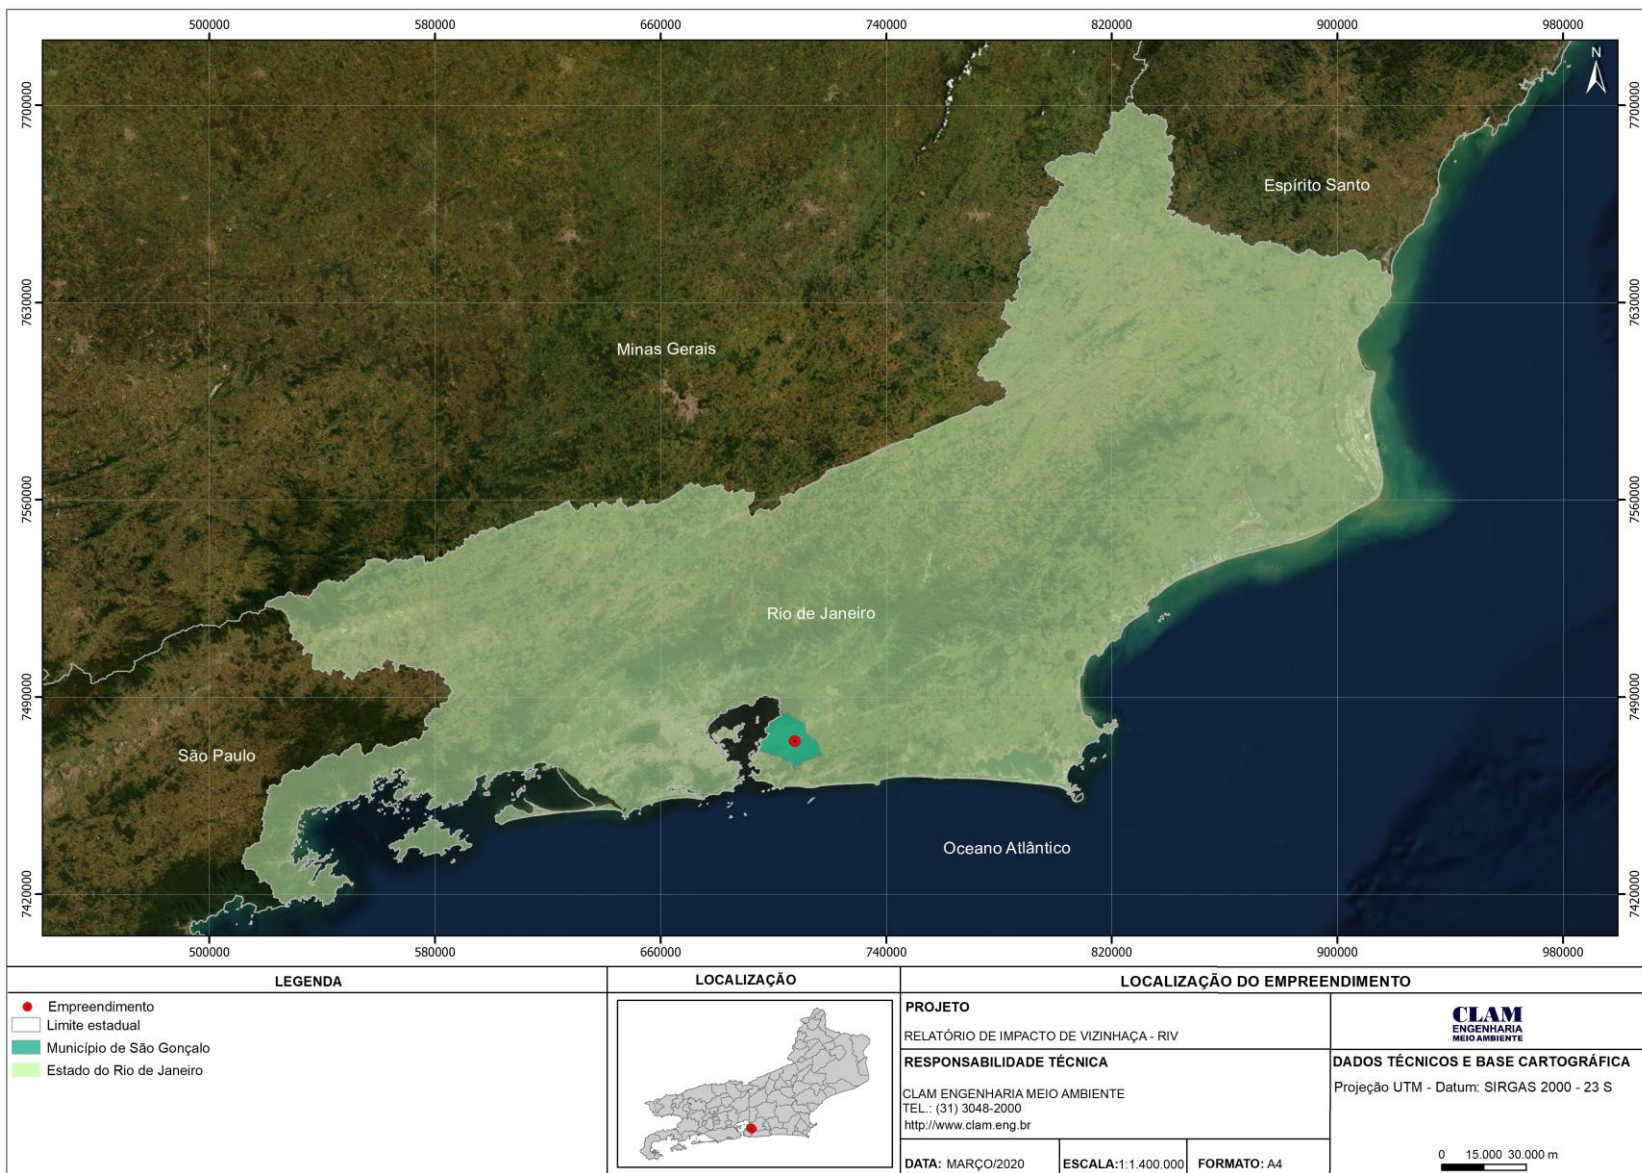 500000 580000 660000 740000 820000 900000 980000
N
7700000 7700000
Espírito Santo
7630000 7630000
Minas Gerais
7560000 7560000
Rio de Janeiro
7490000 7490000
São Paulo
Oceano Atlântico
7420000 7420000
500000 580000 660000 740000 820000 900000 980000
LEGENDA
Empreendimento
Limite estadual
Município de São Gonçalo
Estado do Rio de Janeiro
LOCALIZAÇÃO
LOCALIZAÇÃO DO EMPREENDIMENTO
PROJETO
RELATÓRIO DE IMPACTO DE VIZINHAÇA - RIV
RESPONSABILIDADE TÉCNICA
CLAM ENGENHARIA MEIO AMBIENTE
TEL.: (31) 3048-2000
http://www.clam.eng.br
DATA: MARÇO/2020 ESCALA:1:1.400.000 FORMATO: A4
CLAM
ENGENHARIA
MEIO AMBIENTE
DADOS TÉCNICOS E BASE CARTOGRÁFICA
Projeção UTM - Datum: SIRGAS 2000 - 23 S
0 15.000 30.000 m